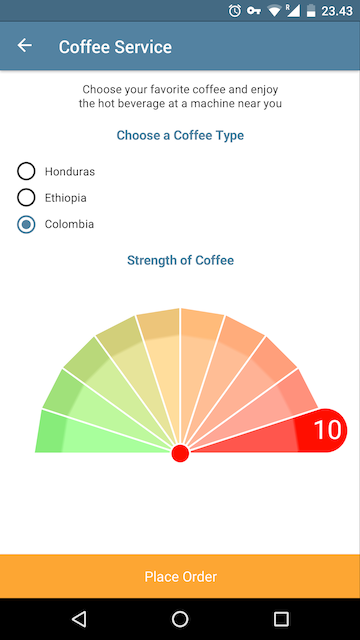 23.43
Coffee Service
Choose your favorite coffee and enjoy
the hot beverage at a machine near you
Choose a Coffee Type
Honduras
Ethiopia
Colombia
Strength of Coffee
10
Place Order